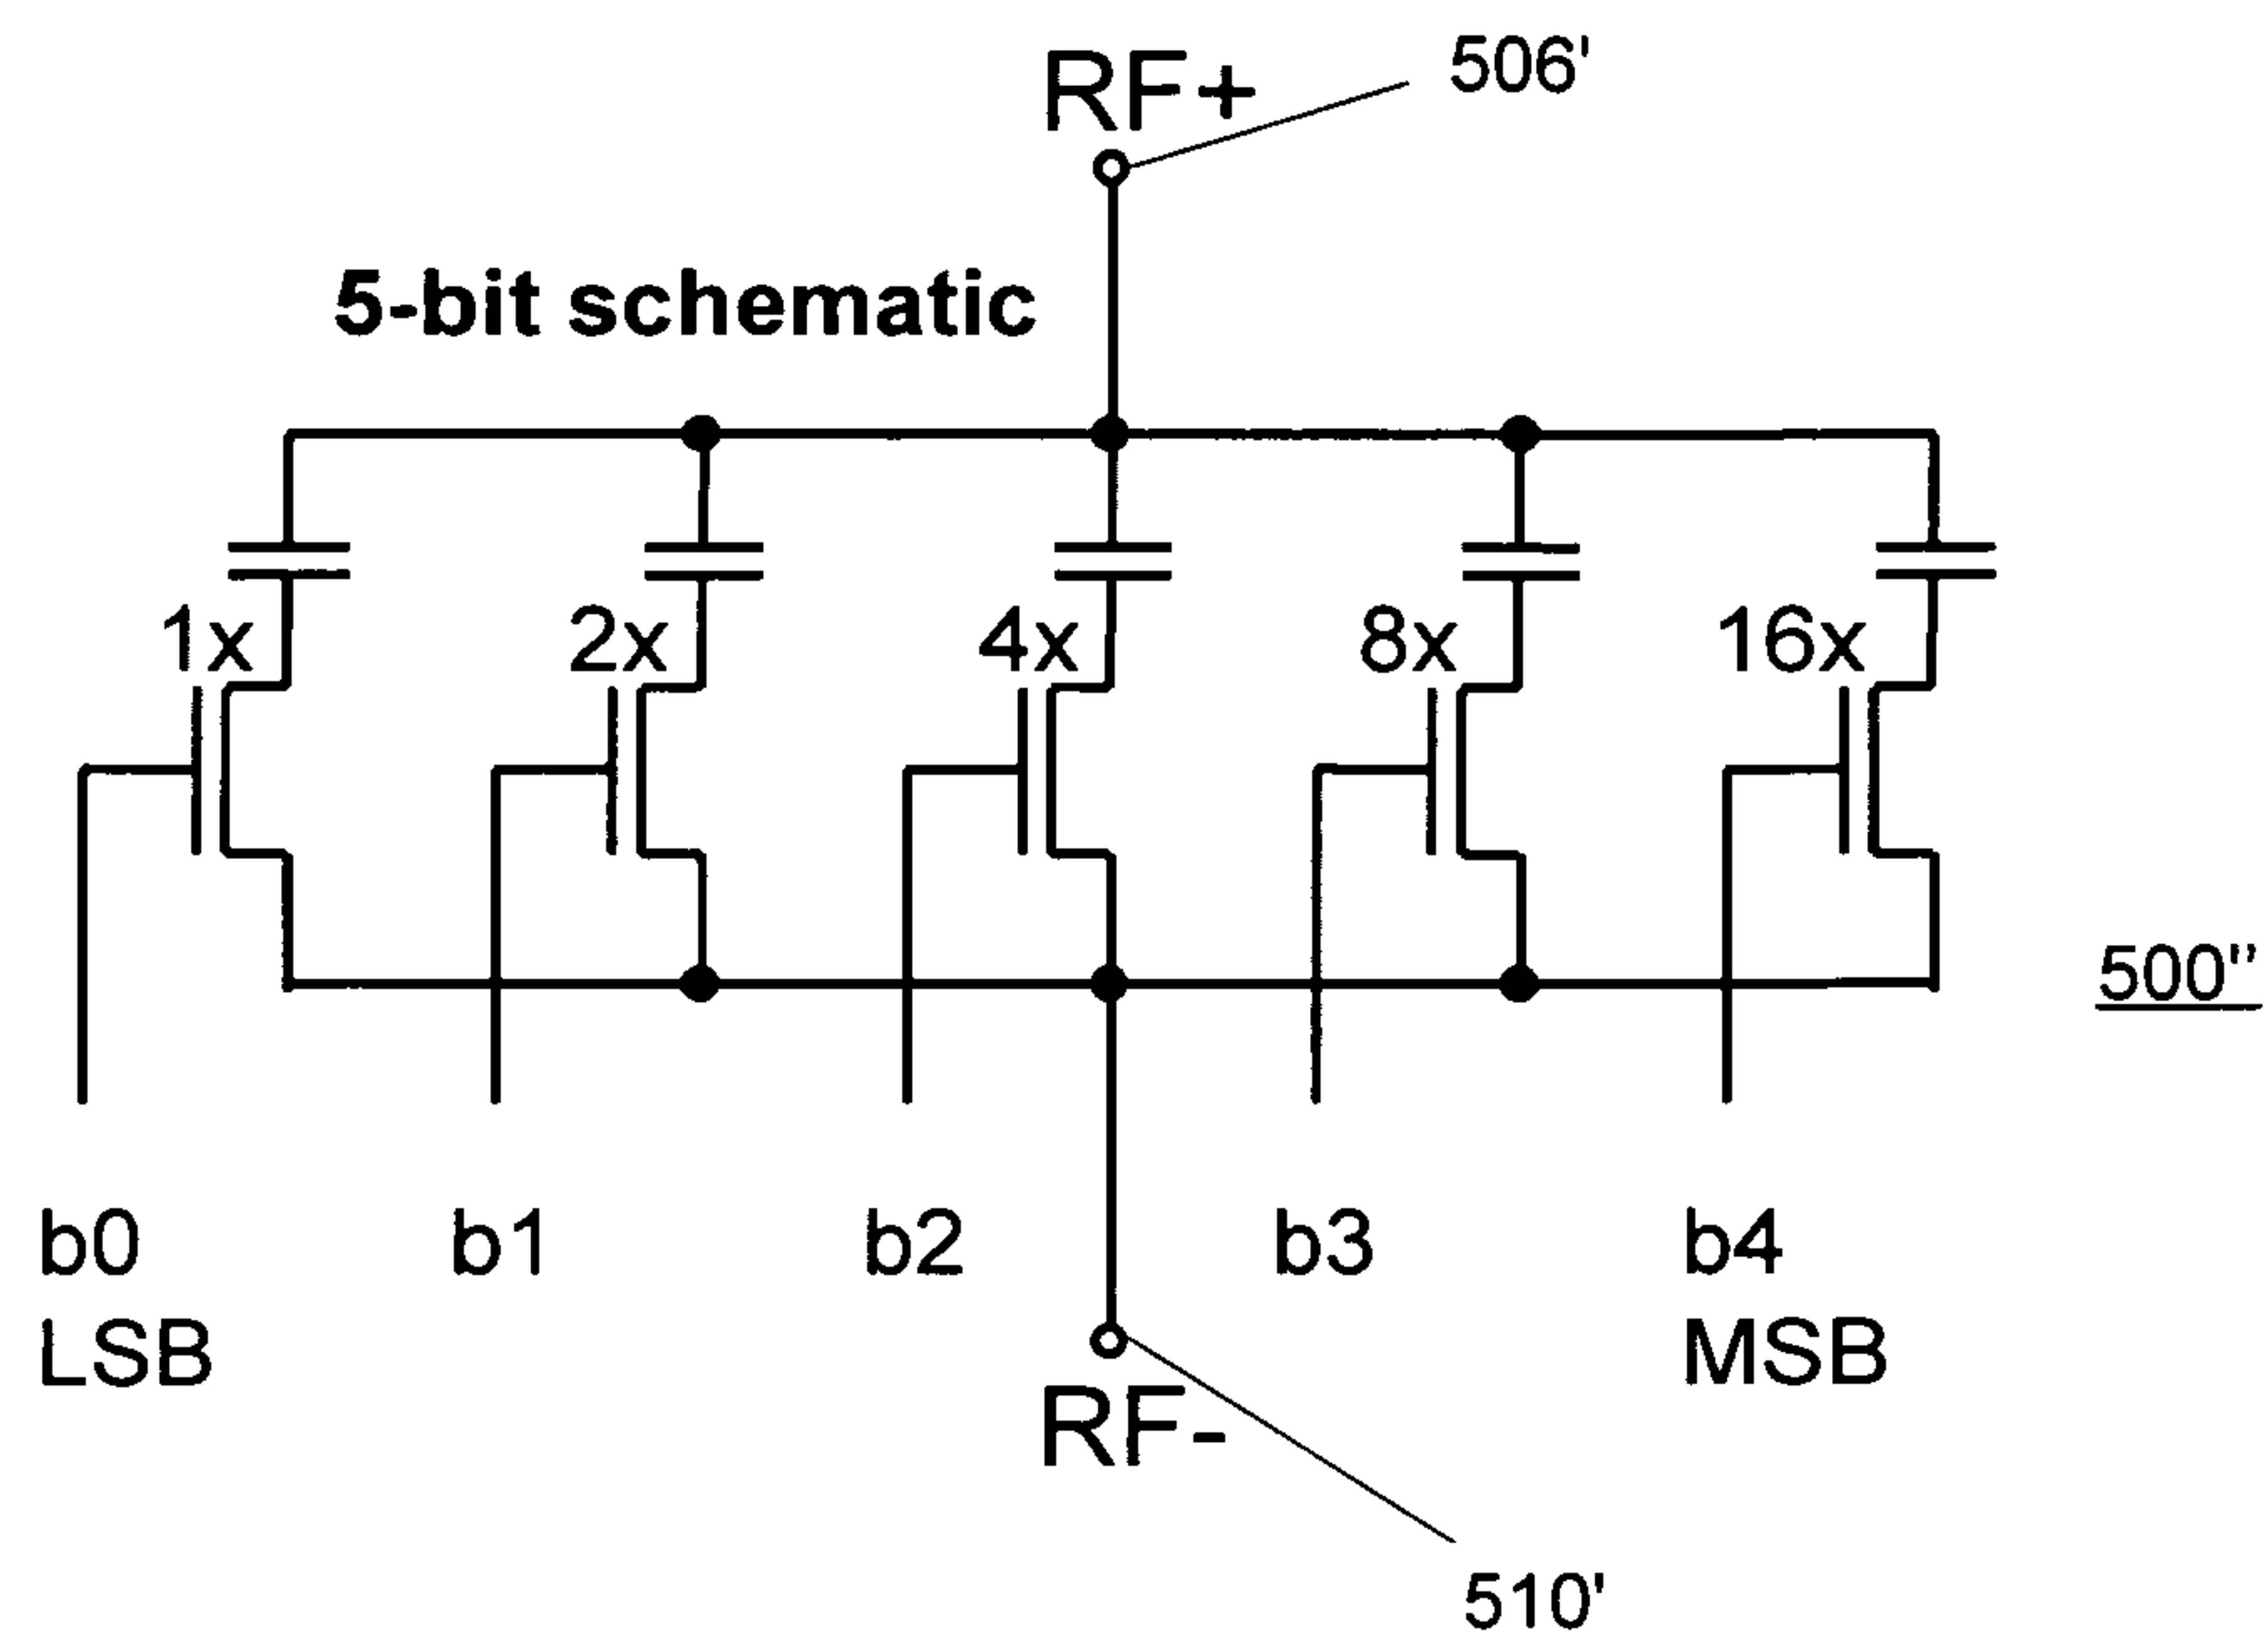 506'
RF+
5-bit schematic
1x 2x 4x 8x 16x
500"
b0 b1 b2 b3 b4
LSB MSB
RF-
510'